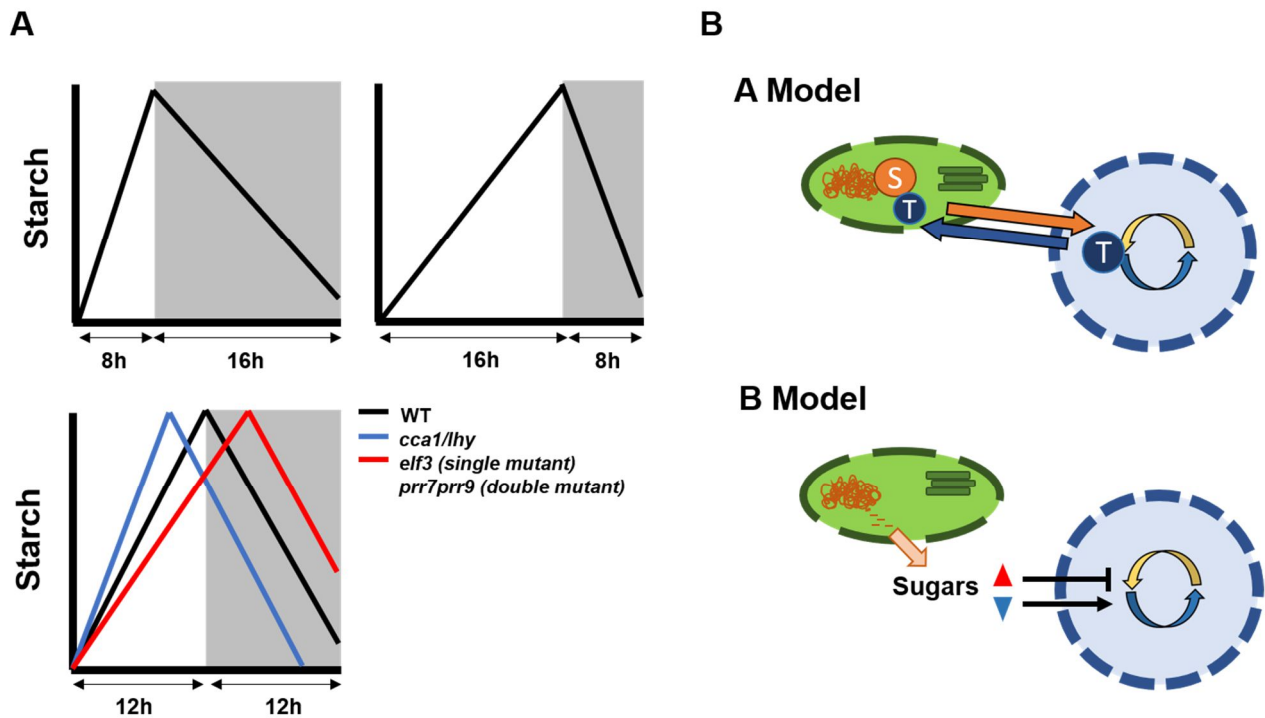 A
B
Starch
8h
16h
16h
8h
A Model
S
T
T
Starch
WT
cca1/lhy
elf3 (single mutant)
prr7prr9 (double mutant)
12h
12h
B Model
Sugars